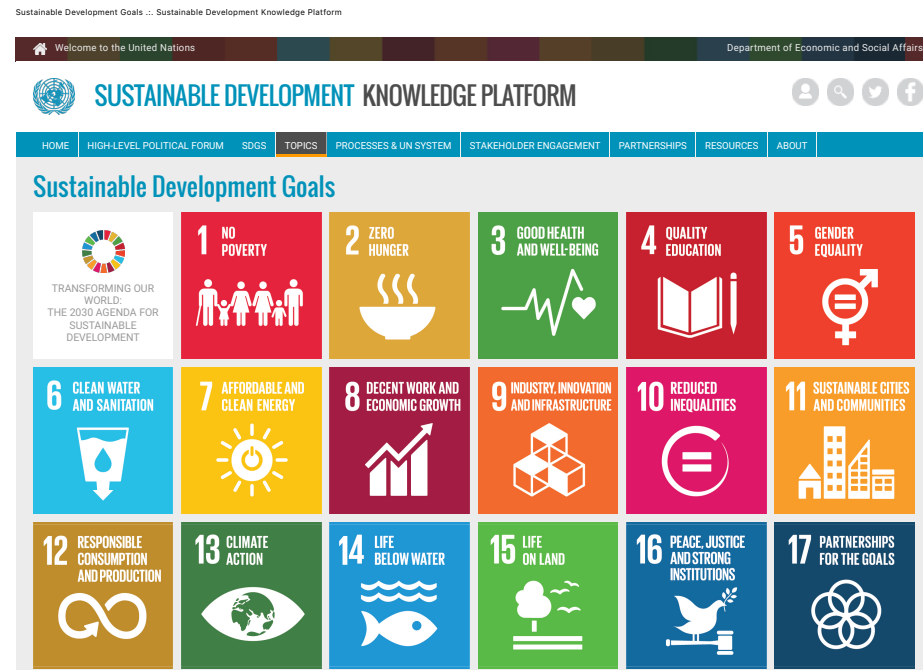 Sustainable Development Goals .:. Sustainable Development Knowledge Platform
Welcome to the United Nations
Department of Economic and Social Affairs
SUSTAINABLE DEVELOPMENT KNOWLEDGE PLATFORM
HOME HIGH-LEVEL POLITICAL FORUM SDGS TOPICS PROCESSES & UN SYSTEM STAKEHOLDER ENGAGEMENT PARTNERSHIPS RESOURCES ABOUT
Sustainable Development Goals
TRANSFORMING OUR
WORLD:
THE 2030 AGENDA FOR
SUSTAINABLE
DEVELOPMENT
1 NO
POVERTY
2 ZERO
HUNGER
3 GOOD HEALTH
AND WELL-BEING
4 QUALITY
EDUCATION
5 GENDER
EQUALITY
6 CLEAN WATER
AND SANITATION
7 AFFORDABLE AND
CLEAN ENERGY
8 DECENT WORK AND
ECONOMIC GROWTH
9 INDUSTRY, INNOVATION
AND INFRASTRUCTURE
10 REDUCED
INEQUALITIES
11 SUSTAINABLE CITIES
AND COMMUNITIES
12 RESPONSIBLE
CONSUMPTION
AND PRODUCTION
13 CLIMATE
ACTION
14 LIFE
BELOW WATER
15 LIFE
ON LAND
16 PEACE, JUSTICE
AND STRONG
INSTITUTIONS
17 PARTNERSHIPS
FOR THE GOALS